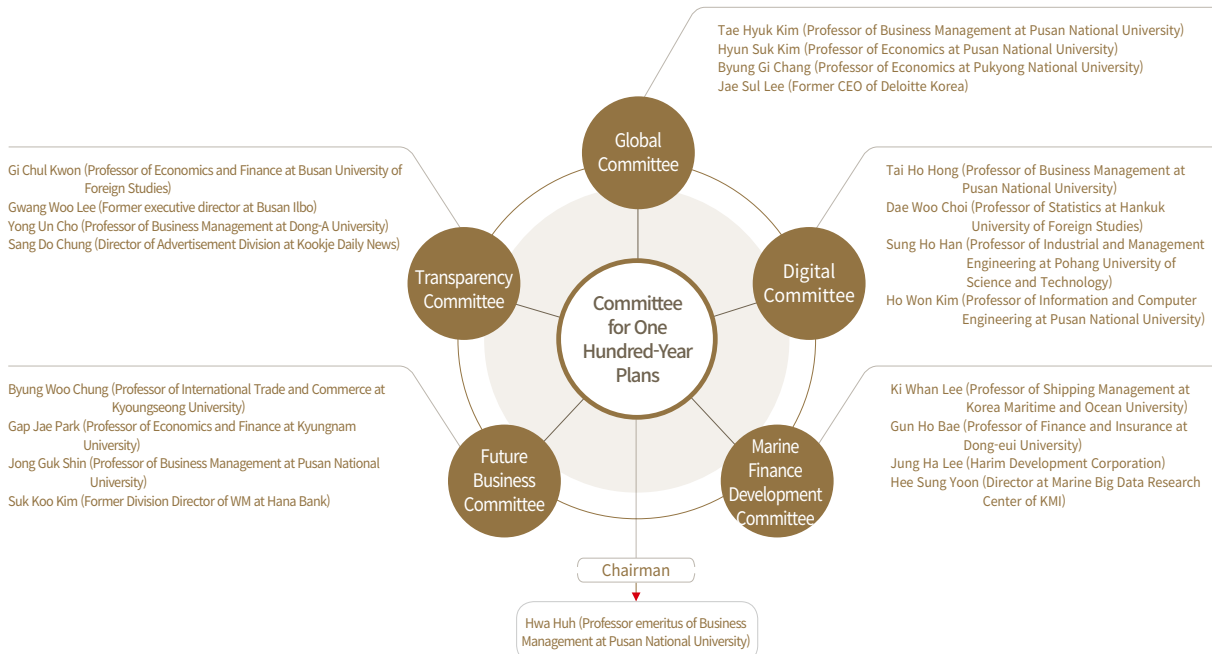 Tae Hyuk Kim (Professor of Business Management at Pusan National University)
Hyun Suk Kim (Professor of Economics at Pusan National University)
Byung Gi Chang (Professor of Economics at Pukyong National University)
Jae Sul Lee (Former CEO of Deloitte Korea)
Global
Committee
Gi Chul Kwon (Professor of Economics and Finance at Busan University of
Foreign Studies)
Gwang Woo Lee (Former executive director at Busan Ilbo)
Yong Un Cho (Professor of Business Management at Dong-A University)
Sang Do Chung (Director of Advertisement Division at Kookje Daily News)
Transparency
Committee
Tai Ho Hong (Professor of Business Management at
Pusan National University)
Dae Woo Choi (Professor of Statistics at Hankuk
University of Foreign Studies)
Sung Ho Han (Professor of Industrial and Management
Engineering at Pohang University of
Science and Technology)
Ho Won Kim (Professor of Information and Computer
Engineering at Pusan National University)
Digital
Committee
Committee
for One
Hundred-Year
Plans
Byung Woo Chung (Professor of International Trade and Commerce at
Kyoungseong University)
Gap Jae Park (Professor of Economics and Finance at Kyungnam
University)
Jong Guk Shin (Professor of Business Management at Pusan National
University)
Suk Koo Kim (Former Division Director of WM at Hana Bank)
Future
Business
Committee
Marine
Finance
Development
Committee
Ki Whan Lee (Professor of Shipping Management at
Korea Maritime and Ocean University)
Gun Ho Bae (Professor of Finance and Insurance at
Dong-eui University)
Jung Ha Lee (Harim Development Corporation)
Hee Sung Yoon (Director at Marine Big Data Research
Center of KMI)
Chairman
Hwa Huh (Professor emeritus of Business
Management at Pusan National University)